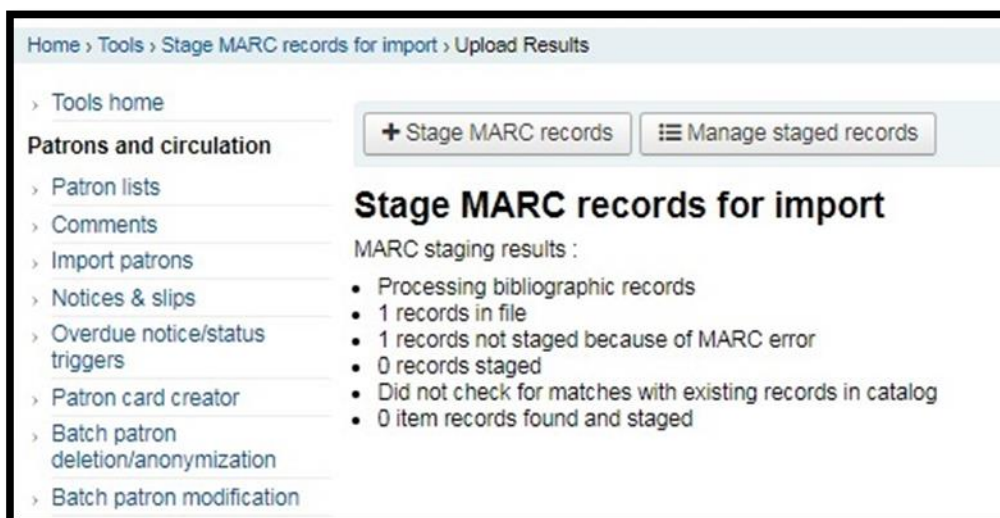 Home › Tools › Stage MARC records for import › Upload Results
› Tools home
Patrons and circulation
› Patron lists
› Comments
› Import patrons
› Notices & slips
› Overdue notice/status
triggers
› Patron card creator
› Batch patron
deletion/anonymization
› Batch patron modification
+ Stage MARC records
Manage staged records
Stage MARC records for import
MARC staging results :
• Processing bibliographic records
• 1 records in file
• 1 records not staged because of MARC error
• 0 records staged
• Did not check for matches with existing records in catalog
• 0 item records found and staged